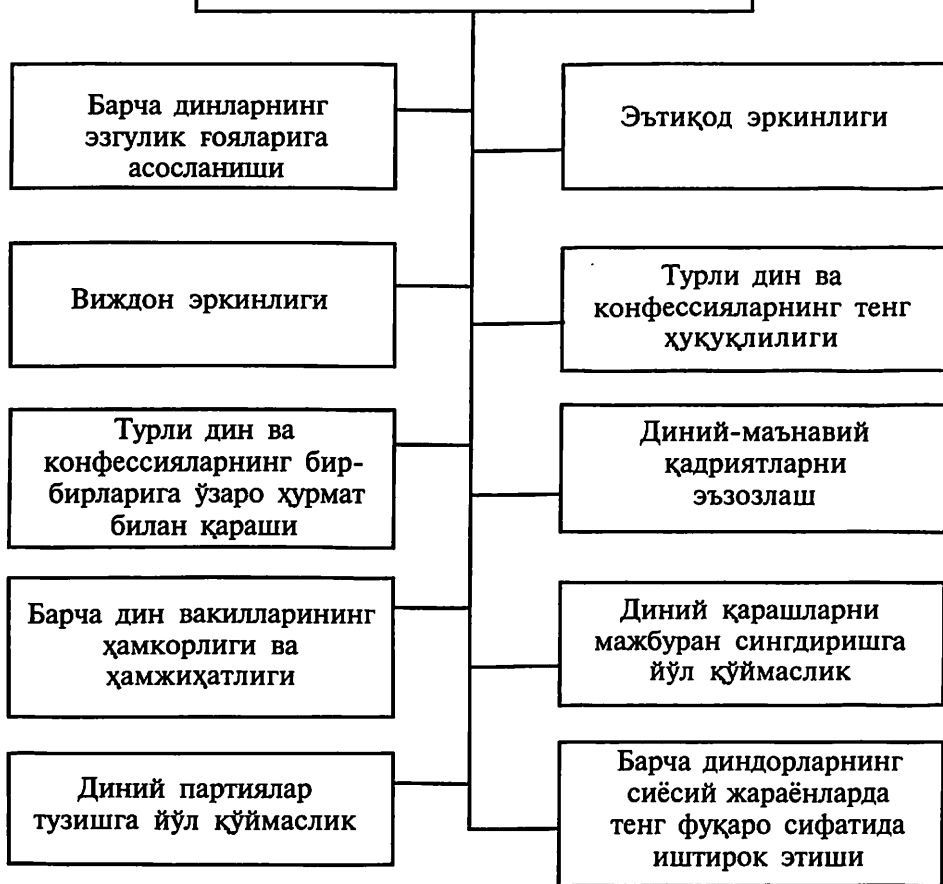 Барча динларнинг
эзгулик ғояларига
асосланиши
Эътиқод эркинлиги
Виждон эркинлиги
Турли дин ва
конфессияларнинг тенг
ҳуқуқлилиги
Турли дин ва
конфессияларнинг бир-
бирларига ўзаро ҳурмат
билан қараши
Диний-маънавий
қадриятларни
эъзозлаш
Барча дин вакилларининг
ҳамкорлиги ва
ҳамжиҳатлиги
Диний қарашларни
мажбуран сингдиришга
йўл қўймаслик
Диний партиялар
тузишга йўл қўймаслик
Барча диндорларнинг
сиёсий жараёнларда
тенг фуқаро сифатида
иштирок этиши